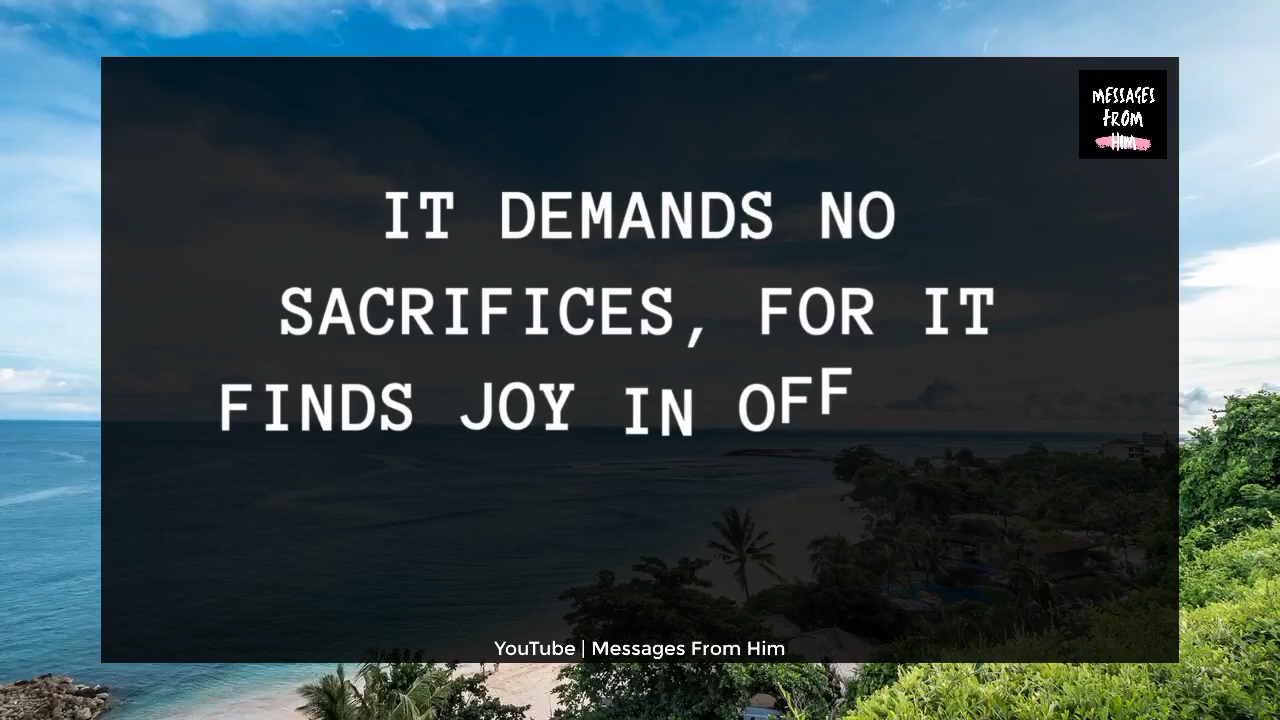 MESSAGES
FROM
HIM
IT DEMANDS NO
SACRIFICES, FOR IT
FINDS JOY IN OFF
YouTube | Messages From Him